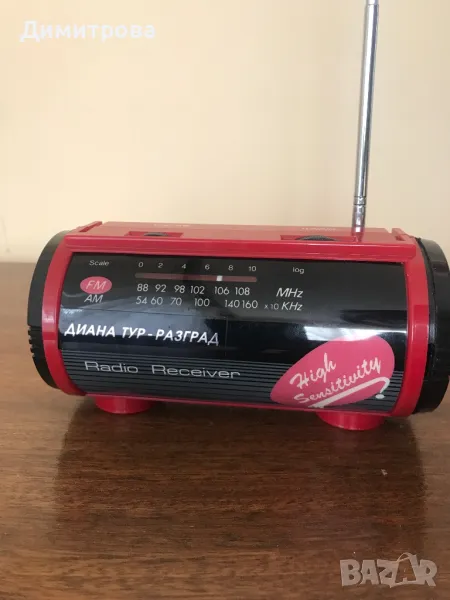 Димитрова
Scale 0 2 4 6 8 10 log
FM 88 92 98 102 106 108 MHz
AM 54 60 70 100 140 160 x10 KHz
ДИАНА ТУР - РАЗГРАД
Radio Receiver
High
Sensitivity
BAZAR